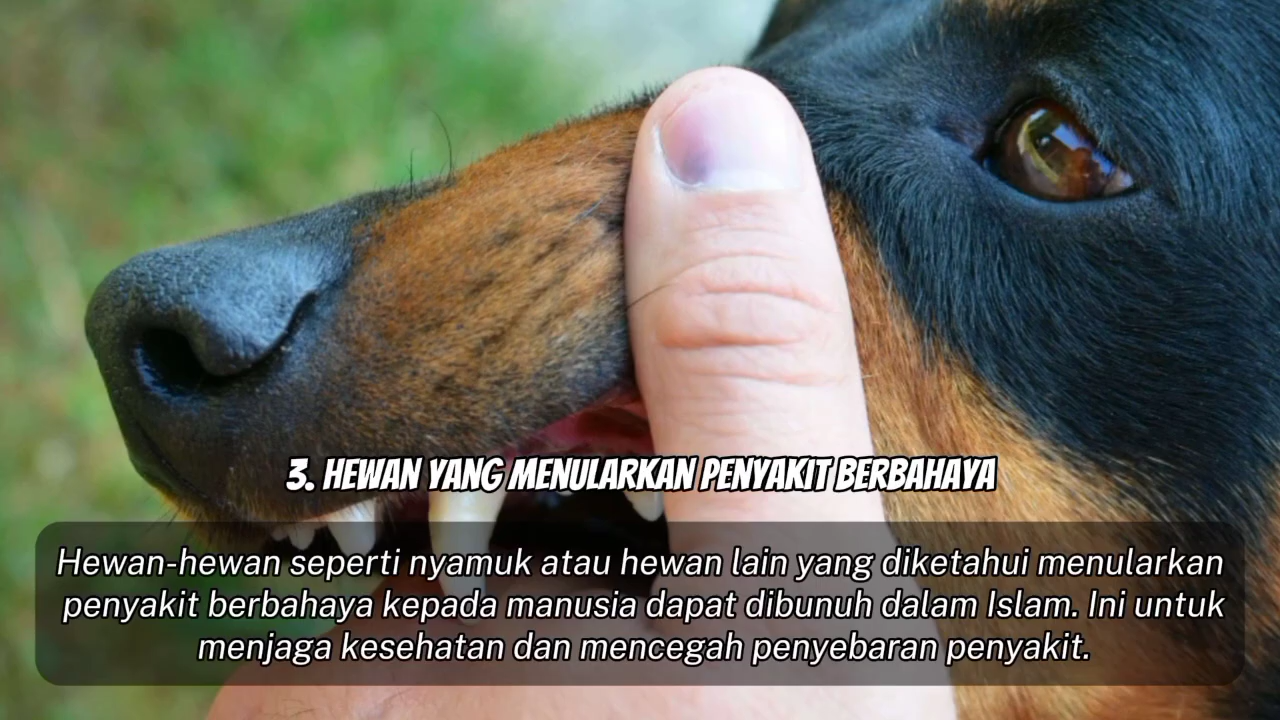 3. HEWAN YANG MENULARKAN PENYAKIT BERBAHAYA
Hewan-hewan seperti nyamuk atau hewan lain yang diketahui menularkan
penyakit berbahaya kepada manusia dapat dibunuh dalam Islam. Ini untuk
menjaga kesehatan dan mencegah penyebaran penyakit.